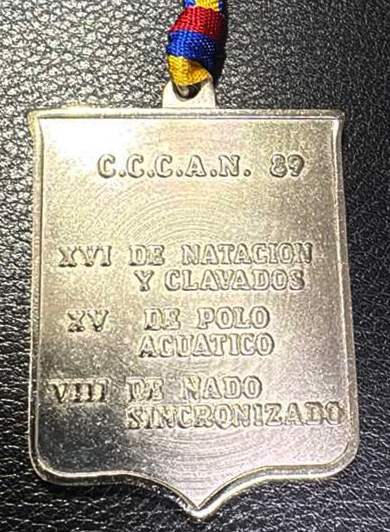 C.C.C.A.N. 89
XVI DE NATACION
Y CLAVADOS
XV DE POLO
ACUATICO
VIII DE NADO
SINCRONIZADO